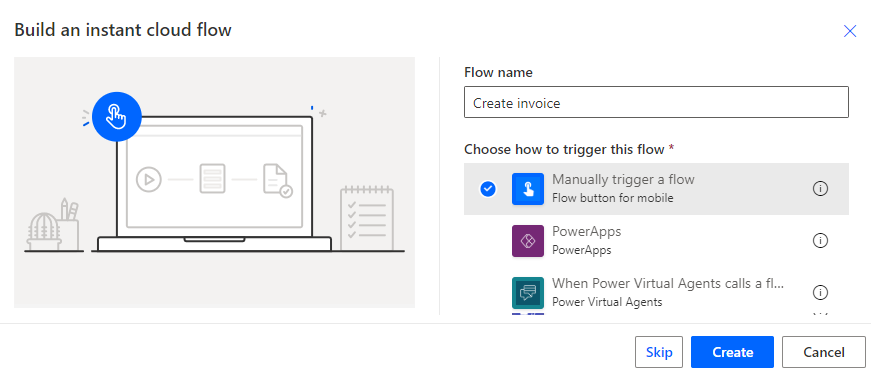 Build an instant cloud flow
Flow name
Create invoice
Choose how to trigger this flow *
Manually trigger a flow
Flow button for mobile
PowerApps
PowerApps
When Power Virtual Agents calls a fl...
Power Virtual Agents
Skip
Create
Cancel